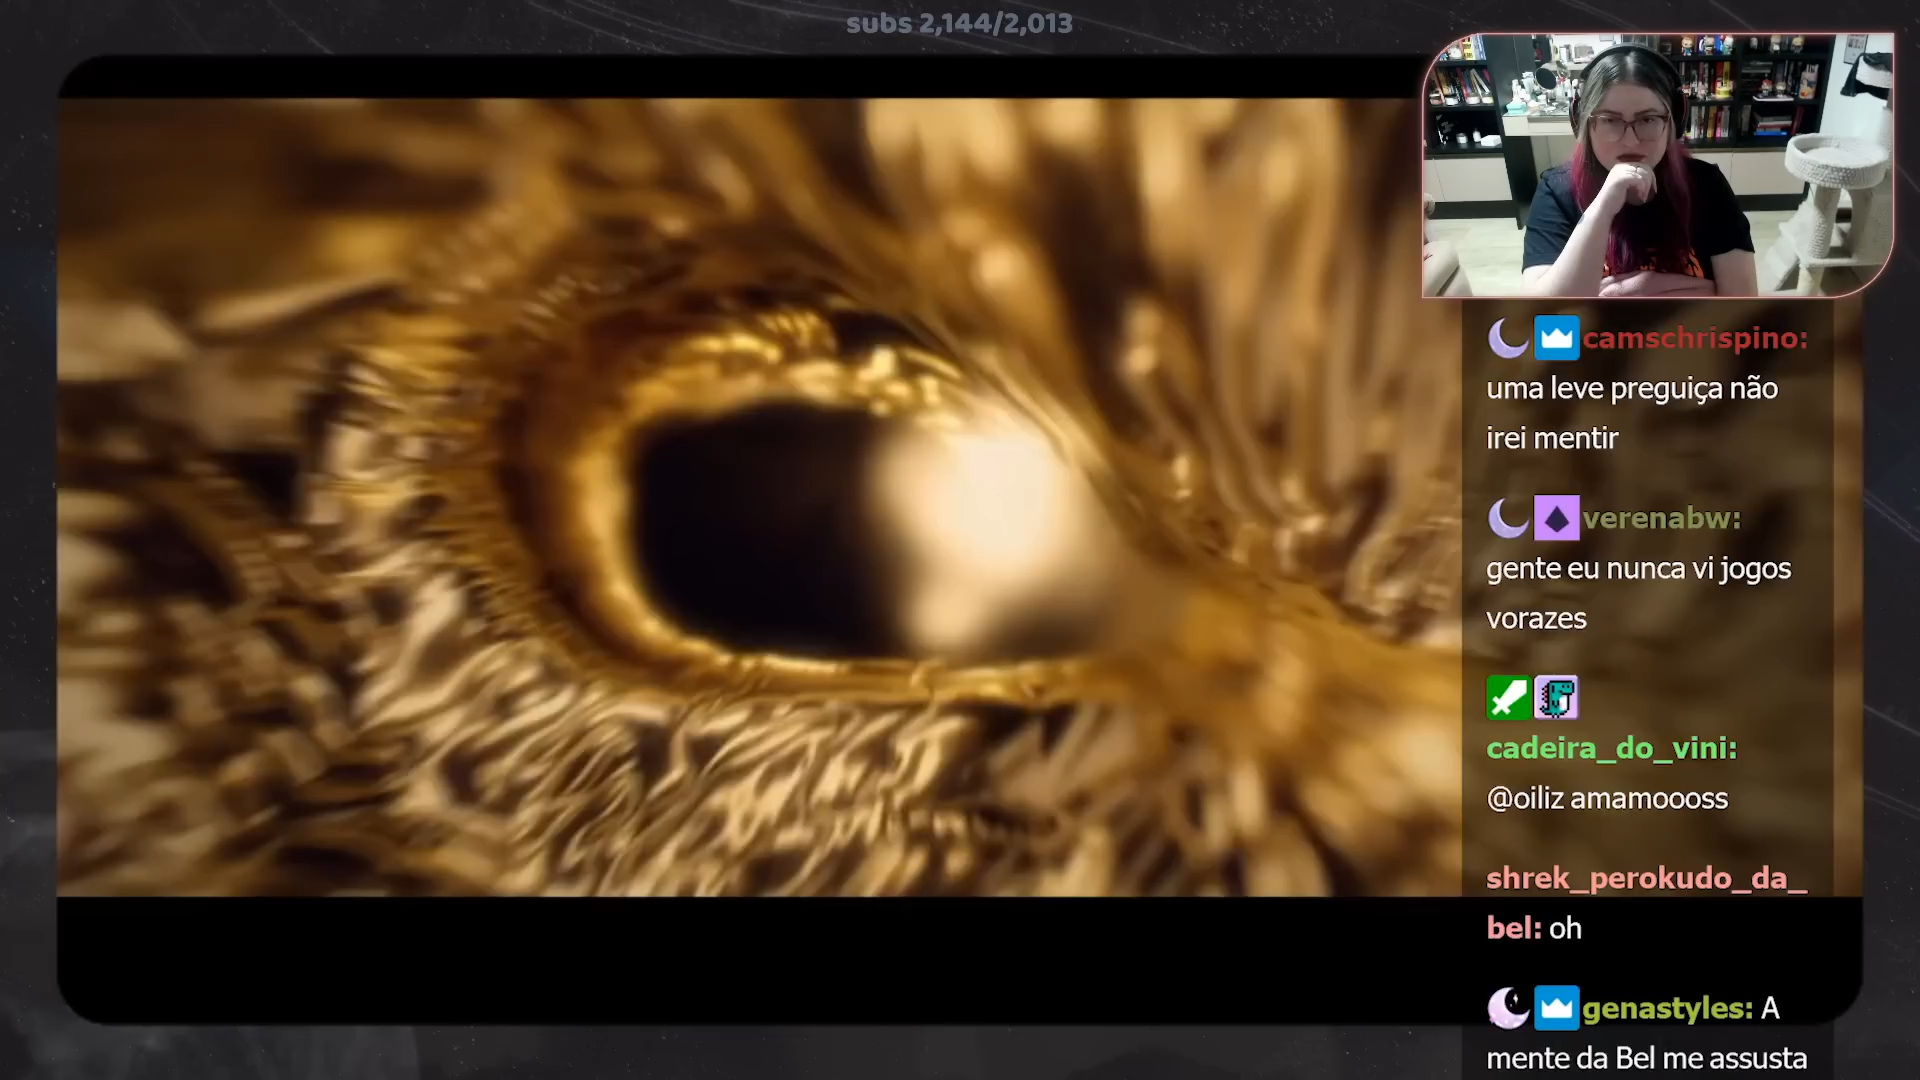 subs 2,144/2,013
camschrispino:
uma leve preguiça não
irei mentir
verenabw:
gente eu nunca vi jogos
vorazes
cadeira_do_vini:
@oiliz amamoooss
shrek_perokudo_da_
bel: oh
genastyles: A
mente da Bel me assusta